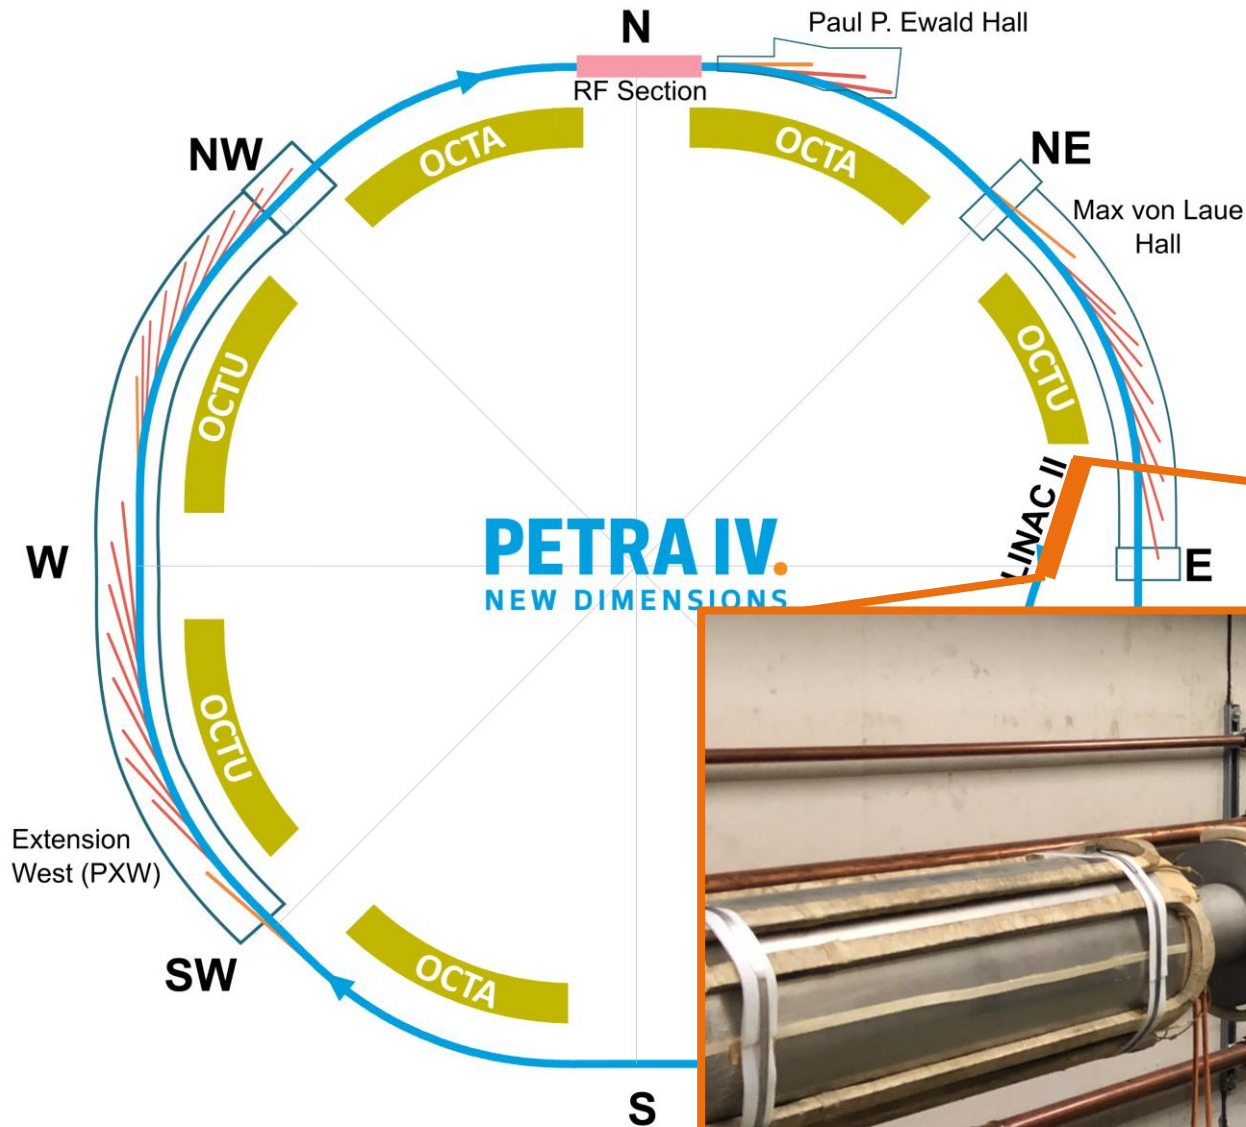 N
Paul P. Ewald Hall
RF Section
NW
OCTA
OCTA
NE
Max von Laue
Hall
OCTU
OCTU
LINAC II
W
PETRA IV.
NEW DIMENSIONS
E
OCTU
Extension
West (PXW)
SW
OCTA
S